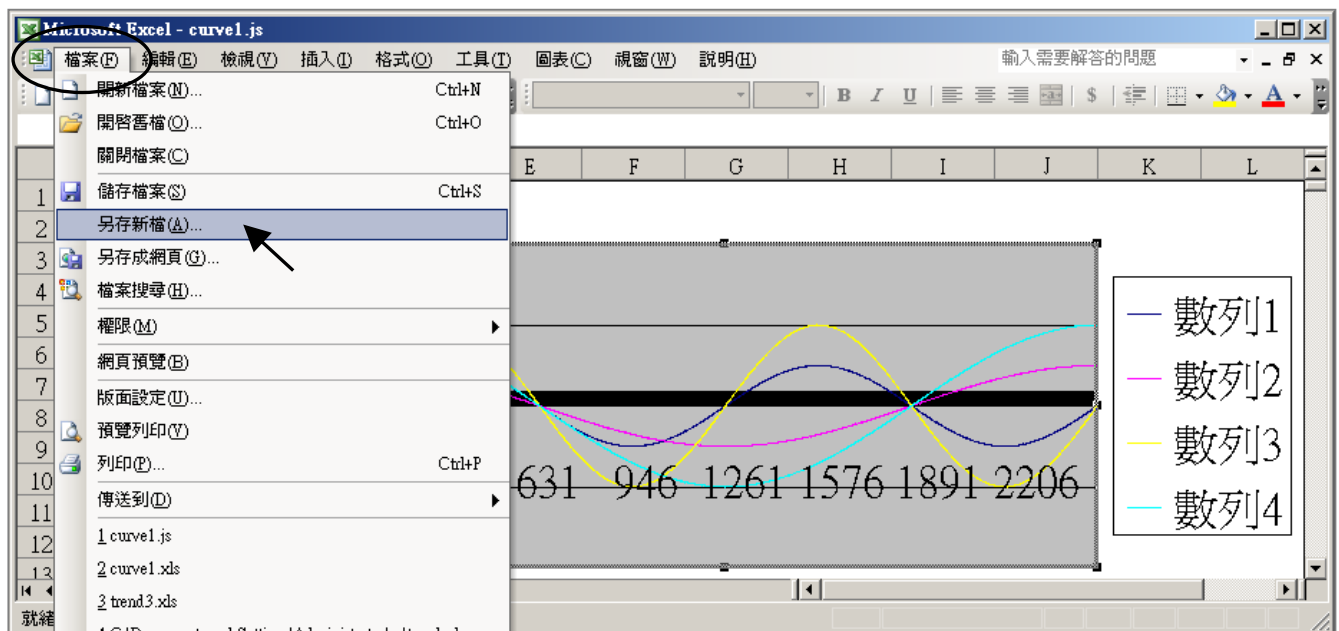 Microsoft Excel - curve1.js
檔案(F) 編輯(E) 檢視(V) 插入(I) 格式(O) 工具(T) 圖表(C) 視窗(W) 說明(H) 輸入需要解答的問題
開新檔案(N)... Ctrl+N
B I U $
開啓舊檔(O)... Ctrl+O
關閉檔案(C)
E F G H I J K L
儲存檔案(S) Ctrl+S
1
另存新檔(A)...
2
另存成網頁(G)...
3
檔案搜尋(H)...
4
權限(M)
5
數列1
網頁預覽(B)
6
版面設定(U)...
7
數列2
預覽列印(V)
8
列印(P)... Ctrl+P
9
數列3
10
631 946 1261 1576 1891 2206
傳送到(D)
11
數列4
1 curve1.js
12
2 curve1.xls
13
3 trend3.xls
就緒